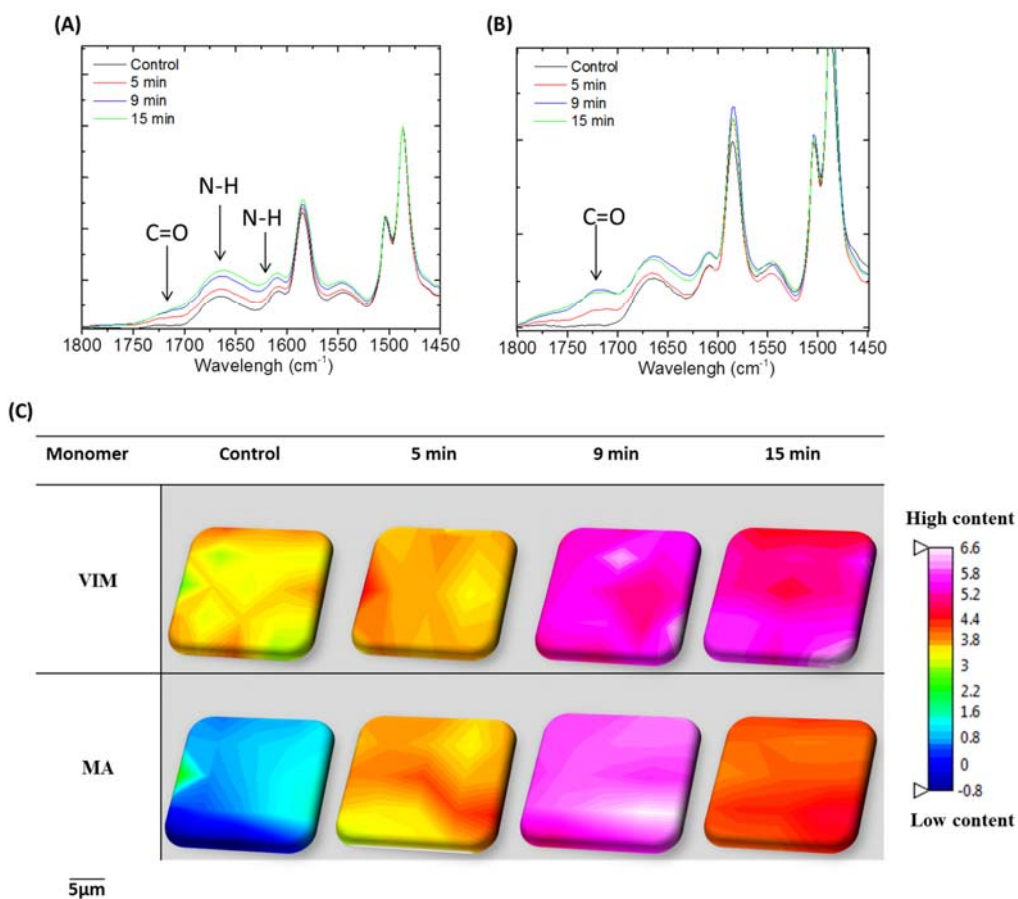 (A)
Control
5 min
9 min
15 min
N-H
N-H
C=O
1800 1750 1700 1650 1600 1550 1500 1450
Wavelengh (cm⁻¹)
(B)
Control
5 min
9 min
15 min
C=O
1800 1750 1700 1650 1600 1550 1500 1450
Wavelengh (cm⁻¹)
(C)
Monomer Control 5 min 9 min 15 min
VIM
MA
High content
6.6
5.8
5.2
4.4
3.8
3
2.2
1.6
0.8
0
-0.8
Low content
5µm